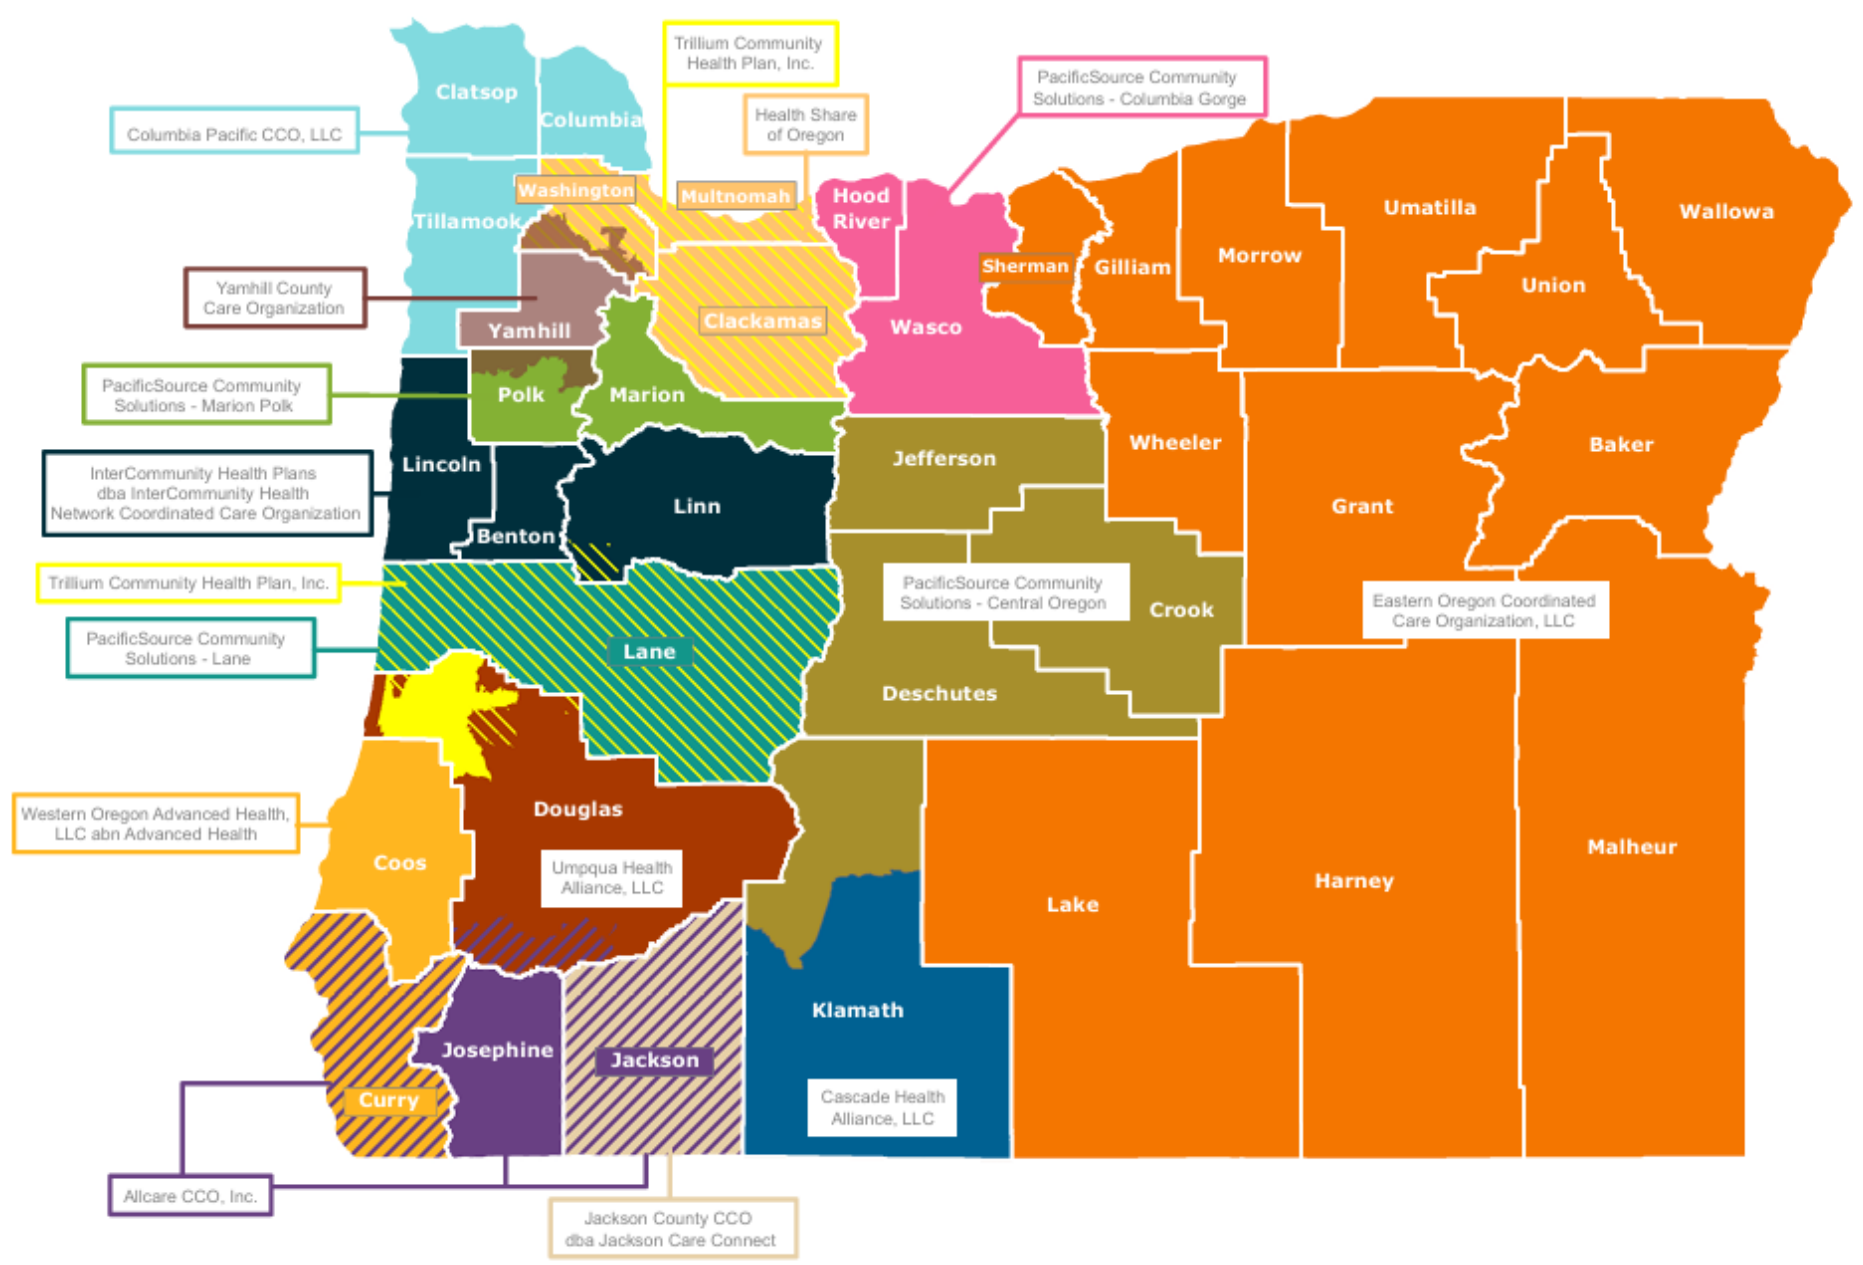 Trillium Community
Health Plan, Inc.
PacificSource Community
Solutions - Columbia Gorge
Clatsop
Columbia
Health Share
of Oregon
Columbia Pacific CCO, LLC
Washington
Multnomah
Hood
River
Tillamook
Umatilla
Wallowa
Sherman
Gilliam
Morrow
Union
Yamhill County
Care Organization
Yamhill
Clackamas
Wasco
PacificSource Community
Solutions - Marion Polk
Polk
Marion
Wheeler
Baker
Lincoln
Jefferson
InterCommunity Health Plans
dba InterCommunity Health
Network Coordinated Care Organization
Benton
Linn
Grant
Trillium Community Health Plan, Inc.
PacificSource Community
Solutions - Central Oregon
Crook
Eastern Oregon Coordinated
Care Organization, LLC
PacificSource Community
Solutions - Lane
Lane
Deschutes
Western Oregon Advanced Health,
LLC abn Advanced Health
Douglas
Coos
Umpqua Health
Alliance, LLC
Malheur
Harney
Lake
Klamath
Josephine
Jackson
Curry
Cascade Health
Alliance, LLC
Allcare CCO, Inc.
Jackson County CCO
dba Jackson Care Connect